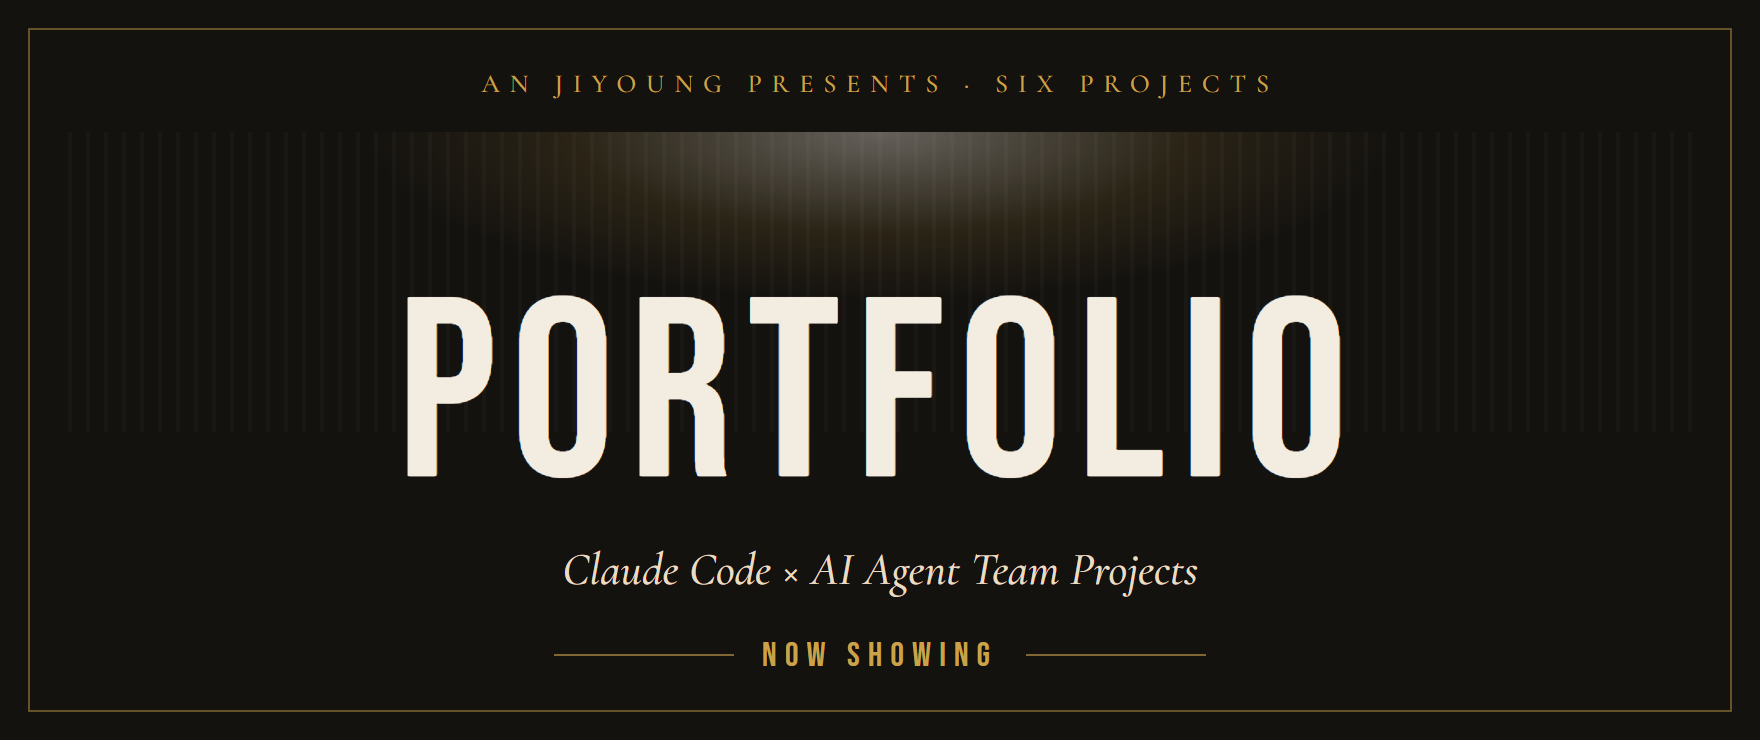 AN JIYOUNG PRESENTS · SIX PROJECTS
PORTFOLIO
Claude Code × AI Agent Team Projects
NOW SHOWING